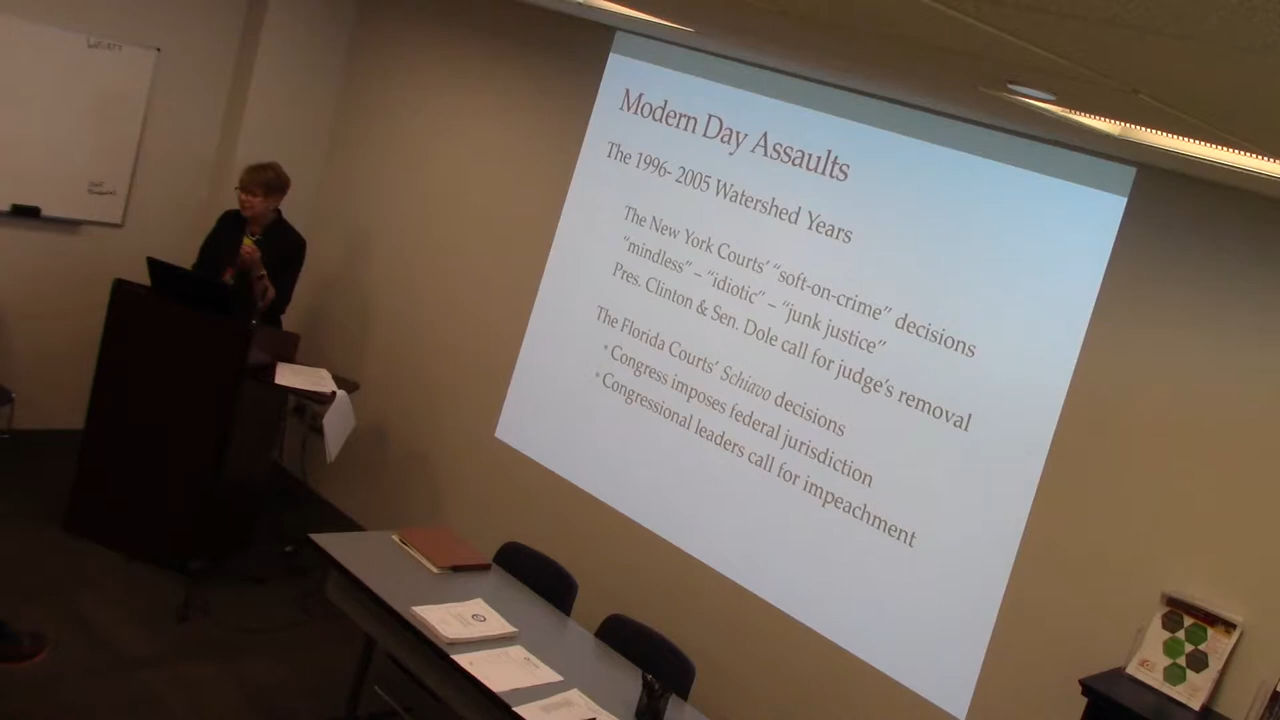 Modern Day Assaults
The 1996- 2005 Watershed Years
The New York Courts' "soft-on-crime" decisions
"mindless" – "idiotic" – "junk justice"
Pres. Clinton & Sen. Dole call for judge's removal
The Florida Courts' Schiavo decisions
* Congress imposes federal jurisdiction
* Congressional leaders call for impeachment